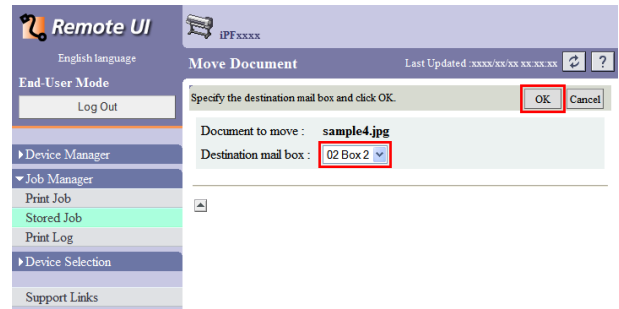 Remote UI
English language
End-User Mode
Log Out
Device Manager
Job Manager
Print Job
Stored Job
Print Log
Device Selection
Support Links
iPFxxxx
Move Document
Last Updated :xxxx/xx/xx xx:xx:xx
?
Specify the destination mail box and click OK.
OK
Cancel
Document to move : sample4.jpg
Destination mail box : 02 Box 2